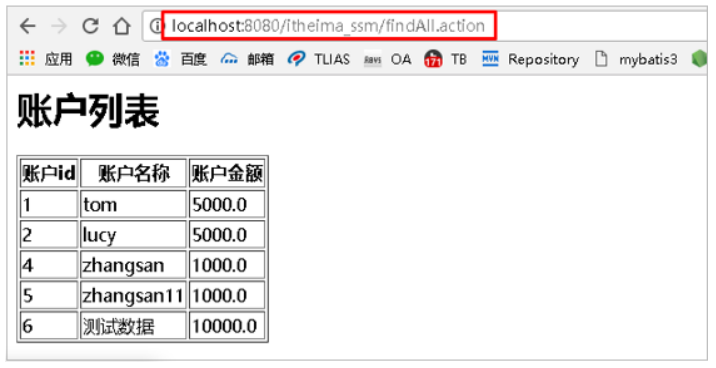 localhost:8080/itheima_ssm/findAll.action
应用 微信 百度 邮箱 TLIAS OA 171 TB MVN Repository mybatis3
账户列表
账户id 账户名称 账户金额
1 tom 5000.0
2 lucy 5000.0
4 zhangsan 1000.0
5 zhangsan11 1000.0
6 测试数据 10000.0